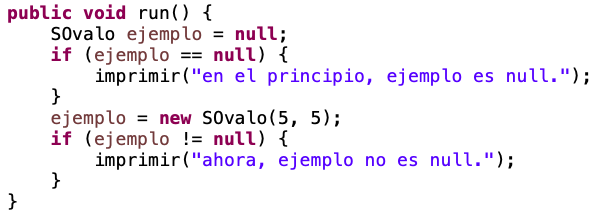 public void run() {
    SOvalo ejemplo = null;
    if (ejemplo == null) {
        imprimir("en el principio, ejemplo es null.");
    }
    ejemplo = new SOvalo(5, 5);
    if (ejemplo != null) {
        imprimir("ahora, ejemplo no es null.");
    }
}